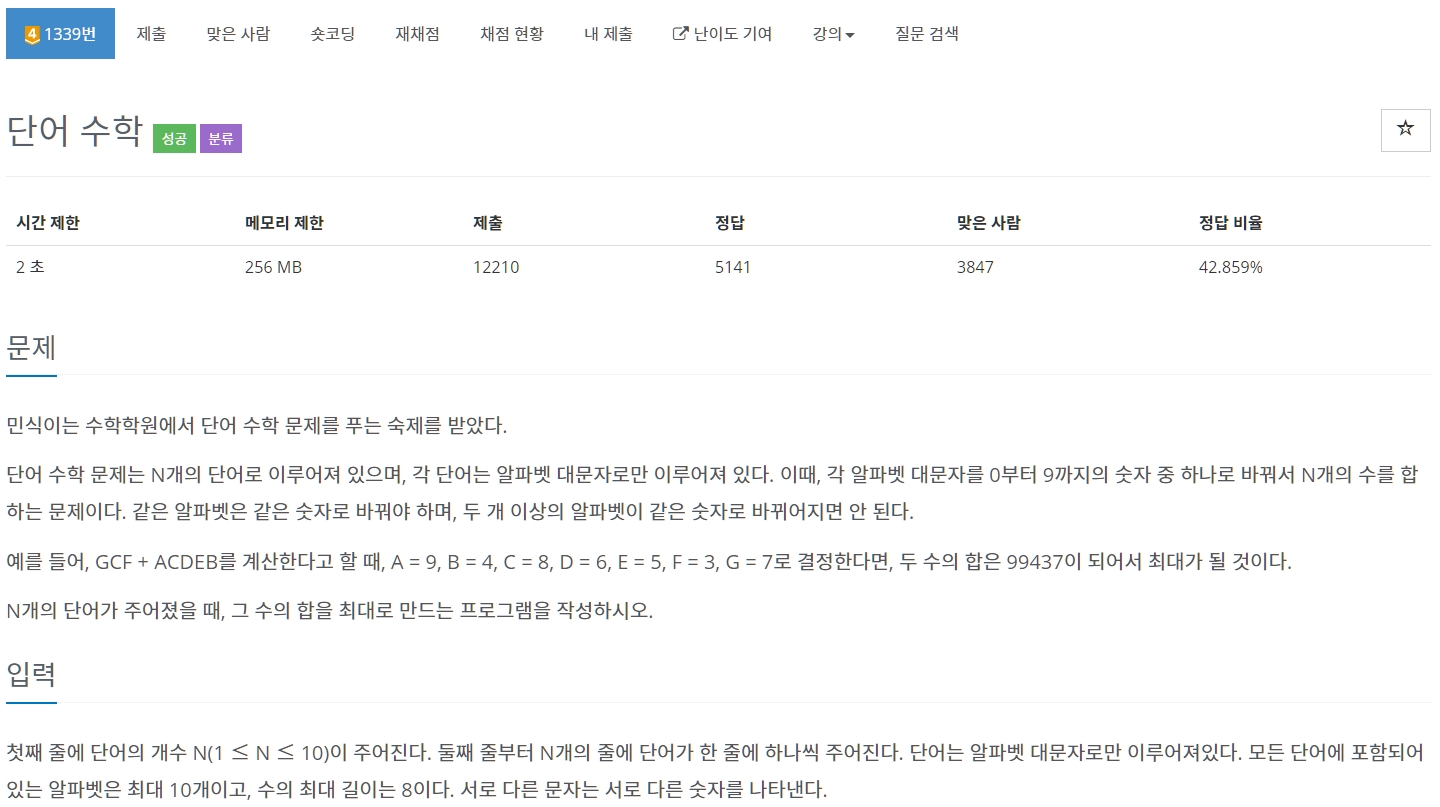 4 1339번 제출 맞은 사람 숏코딩 재채점 채점 현황 내 제출 난이도 기여 강의 질문 검색
단어 수학 성공 분류
시간 제한 메모리 제한 제출 정답 맞은 사람 정답 비율
2 초 256 MB 12210 5141 3847 42.859%
문제
민식이는 수학학원에서 단어 수학 문제를 푸는 숙제를 받았다.
단어 수학 문제는 N개의 단어로 이루어져 있으며, 각 단어는 알파벳 대문자로만 이루어져 있다. 이때, 각 알파벳 대문자를 0부터 9까지의 숫자 중 하나로 바꿔서 N개의 수를 합
하는 문제이다. 같은 알파벳은 같은 숫자로 바꿔야 하며, 두 개 이상의 알파벳이 같은 숫자로 바뀌어지면 안 된다.
예를 들어, GCF + ACDEB를 계산한다고 할 때, A = 9, B = 4, C = 8, D = 6, E = 5, F = 3, G = 7로 결정한다면, 두 수의 합은 99437이 되어서 최대가 될 것이다.
N개의 단어가 주어졌을 때, 그 수의 합을 최대로 만드는 프로그램을 작성하시오.
입력
첫째 줄에 단어의 개수 N(1 ≤ N ≤ 10)이 주어진다. 둘째 줄부터 N개의 줄에 단어가 한 줄에 하나씩 주어진다. 단어는 알파벳 대문자로만 이루어져있다. 모든 단어에 포함되어
있는 알파벳은 최대 10개이고, 수의 최대 길이는 8이다. 서로 다른 문자는 서로 다른 숫자를 나타낸다.